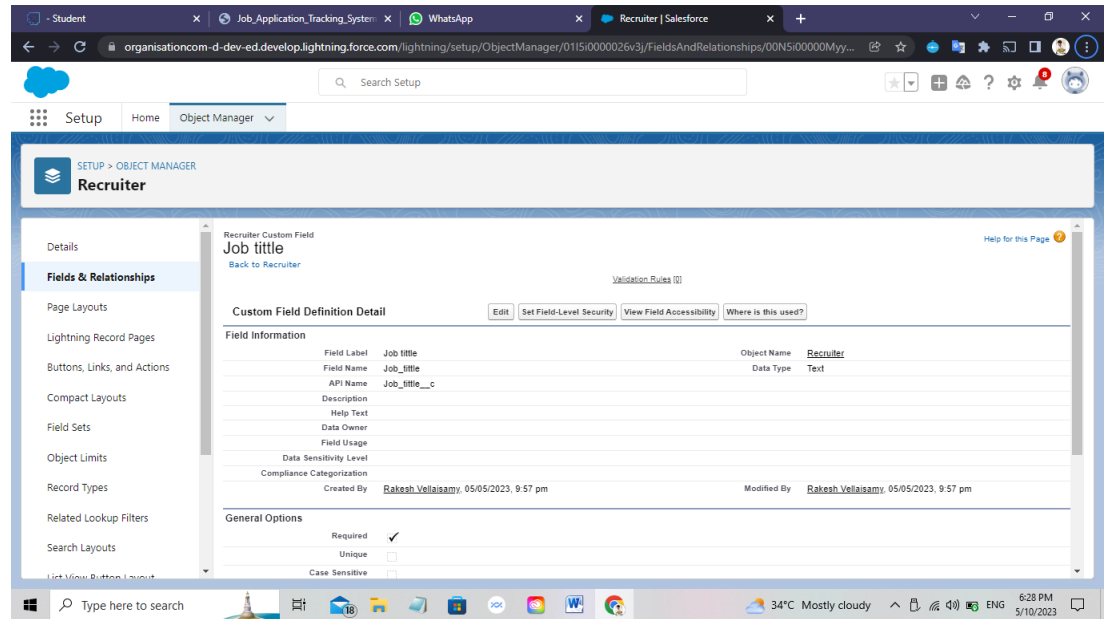 - Student
Job_Application_Tracking_System
WhatsApp
Recruiter | Salesforce
organisationcom-d-dev-ed.develop.lightning.force.com/lightning/setup/ObjectManager/01I5i0000026v3j/FieldsAndRelationships/00N5i00000Myy...
Search Setup
8
Setup Home Object Manager
SETUP > OBJECT MANAGER
Recruiter
Details
Fields & Relationships
Page Layouts
Lightning Record Pages
Buttons, Links, and Actions
Compact Layouts
Field Sets
Object Limits
Record Types
Related Lookup Filters
Search Layouts
List View Button Layout
Recruiter Custom Field
Job tittle
Help for this Page
Back to Recruiter
Validation Rules [0]
Custom Field Definition Detail Edit Set Field-Level Security View Field Accessibility Where is this used?
Field Information
Field Label Job tittle Object Name Recruiter
Field Name Job_tittle Data Type Text
API Name Job_tittle__c
Description
Help Text
Data Owner
Field Usage
Data Sensitivity Level
Compliance Categorization
Created By Rakesh Vellaisamy, 05/05/2023, 9:57 pm Modified By Rakesh Vellaisamy, 05/05/2023, 9:57 pm
General Options
Required
Unique
Case Sensitive
Type here to search
18
34°C Mostly cloudy ENG 6:28 PM
5/10/2023